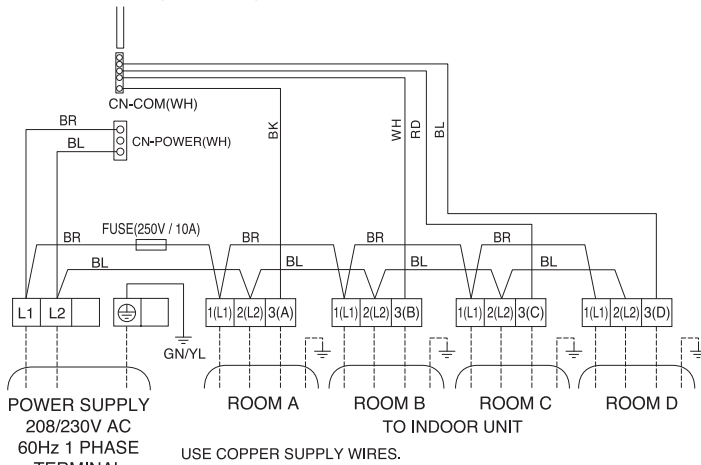 CN-COM(WH)
BR
CN-POWER(WH)
BL
BK
WH
RD
BL
FUSE(250V / 10A)
BR
BR
BR
BR
BL
BL
BL
BL
L1 L2
1(L1) 2(L2) 3(A)
1(L1) 2(L2) 3(B)
1(L1) 2(L2) 3(C)
1(L1) 2(L2) 3(D)
GN/YL
POWER SUPPLY
208/230V AC
60Hz 1 PHASE
TERMINAL
ROOM A
ROOM B
ROOM C
ROOM D
TO INDOOR UNIT
USE COPPER SUPPLY WIRES.